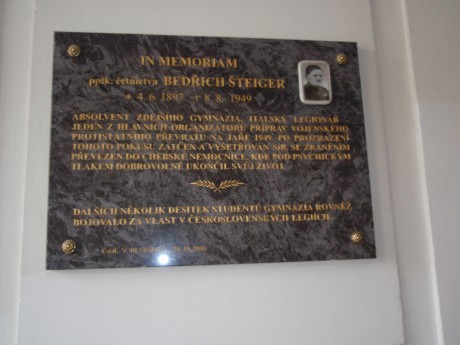 IN MEMORIAM
pplk. četnictva BEDŘICH ŠTEIGER
* 4. 6. 1897 † 8. 8. 1949
ABSOLVENT ZDEJŠÍHO GYMNÁZIA, ITALSKÝ LEGIONÁŘ
JEDEN Z HLAVNÍCH ORGANIZÁTORŮ PŘÍPRAV VOJENSKÉHO
PROTISTÁTNÍHO PŘEVRATU NA JAŘE 1949. PO PROZRAZENÍ
TOHOTO POKUSU ZATČEN A VYŠETŘOVÁN StB, SE ZRANĚNÍM
PŘEVEZEN DO CHEBSKÉ NEMOCNICE, KDE POD PSYCHICKÝM
TLAKEM DOBROVOLNĚ UKONČIL SVŮJ ŽIVOT.
DALŠÍCH NĚKOLIK DESÍTEK STUDENTŮ GYMNÁZIA ROVNĚŽ
BOJOVALO ZA VLAST V ČESKOSLOVENSKÝCH LEGIÍCH.